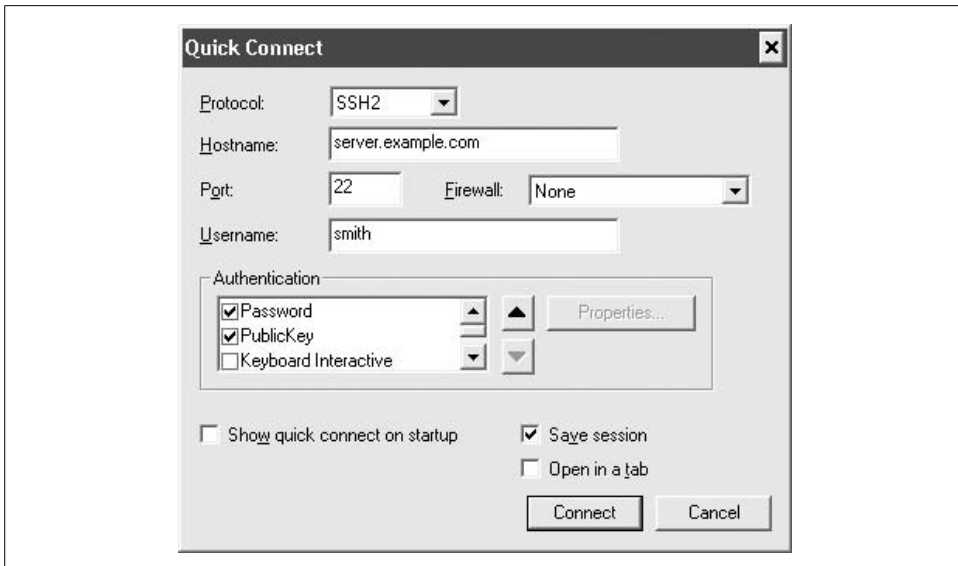 Quick Connect
Protocol: SSH2
Hostname: server.example.com
Port: 22 Firewall: None
Username: smith
Authentication
Password
PublicKey
Keyboard Interactive
Properties...
Show quick connect on startup
Save session
Open in a tab
Connect Cancel